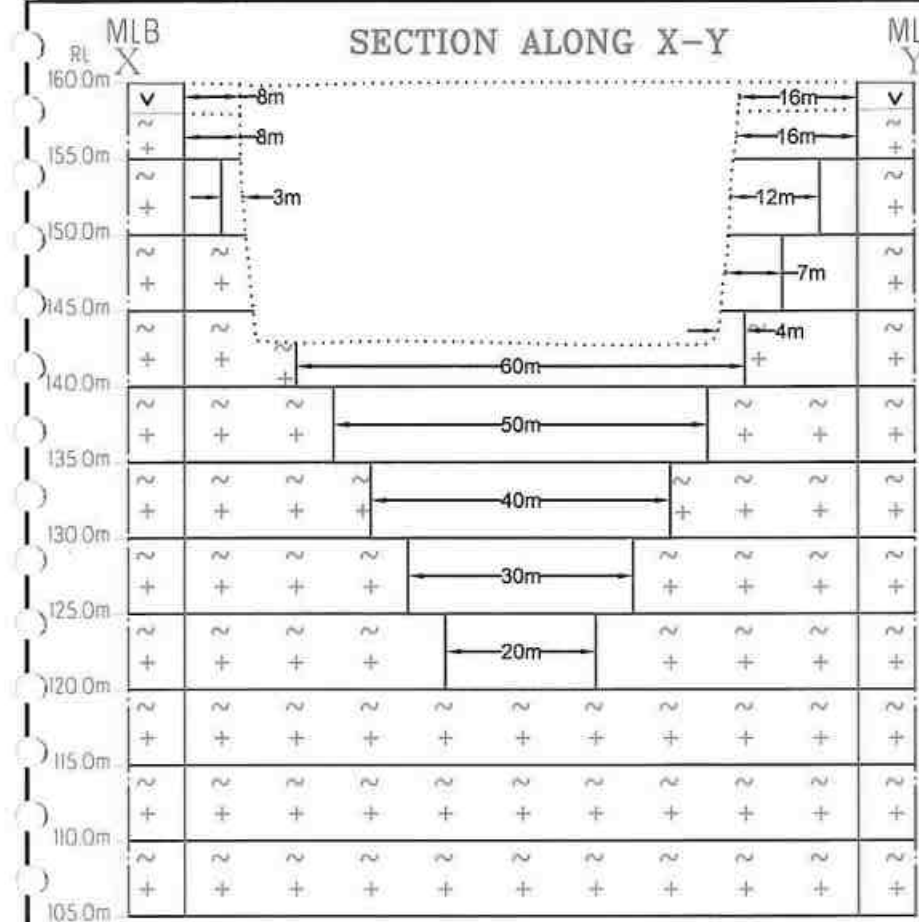 MLB SECTION ALONG X-Y ML
RL X Y
160.0m
V 8m 16m V
8m 16m
155.0m
3m 12m
150.0m
7m
145.0m
4m
60m
140.0m
50m
135.0m
40m
130.0m
30m
125.0m
20m
120.0m
115.0m
110.0m
105.0m